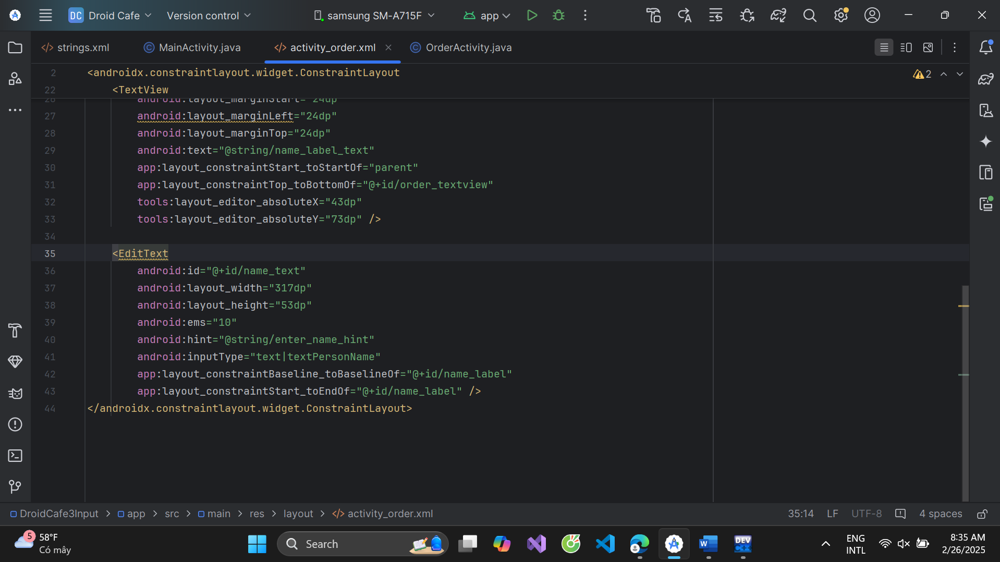 DC Droid Cafe Version control samsung SM-A715F app
strings.xml MainActivity.java activity_order.xml OrderActivity.java
2 <androidx.constraintlayout.widget.ConstraintLayout 2
22 <TextView
26 android:layout_marginStart="24dp"
27 android:layout_marginLeft="24dp"
28 android:layout_marginTop="24dp"
29 android:text="@string/name_label_text"
30 app:layout_constraintStart_toStartOf="parent"
31 app:layout_constraintTop_toBottomOf="@+id/order_textview"
32 tools:layout_editor_absoluteX="43dp"
33 tools:layout_editor_absoluteY="73dp" />
34
35 <EditText
36 android:id="@+id/name_text"
37 android:layout_width="317dp"
38 android:layout_height="53dp"
39 android:ems="10"
40 android:hint="@string/enter_name_hint"
41 android:inputType="text|textPersonName"
42 app:layout_constraintBaseline_toBaselineOf="@+id/name_label"
43 app:layout_constraintStart_toEndOf="@+id/name_label" />
44 </androidx.constraintlayout.widget.ConstraintLayout>
DroidCafe3Input > app > src > main > res > layout > activity_order.xml 35:14 LF UTF-8 4 spaces
5 58°F
Có mây
Search
W
DEV C++
ENG
INTL
8:35 AM
2/26/2025